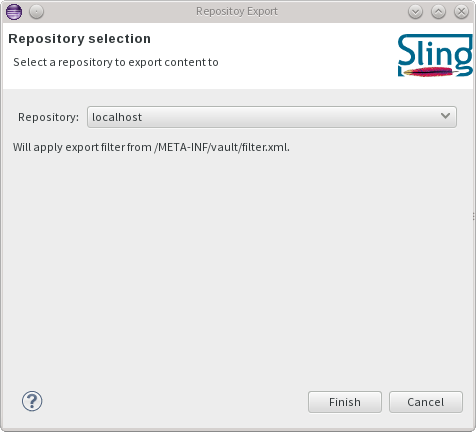 Repositoy Export
Repository selection
Select a repository to export content to
Sling
Repository:
localhost
Will apply export filter from /META-INF/vault/filter.xml.
?
Finish
Cancel